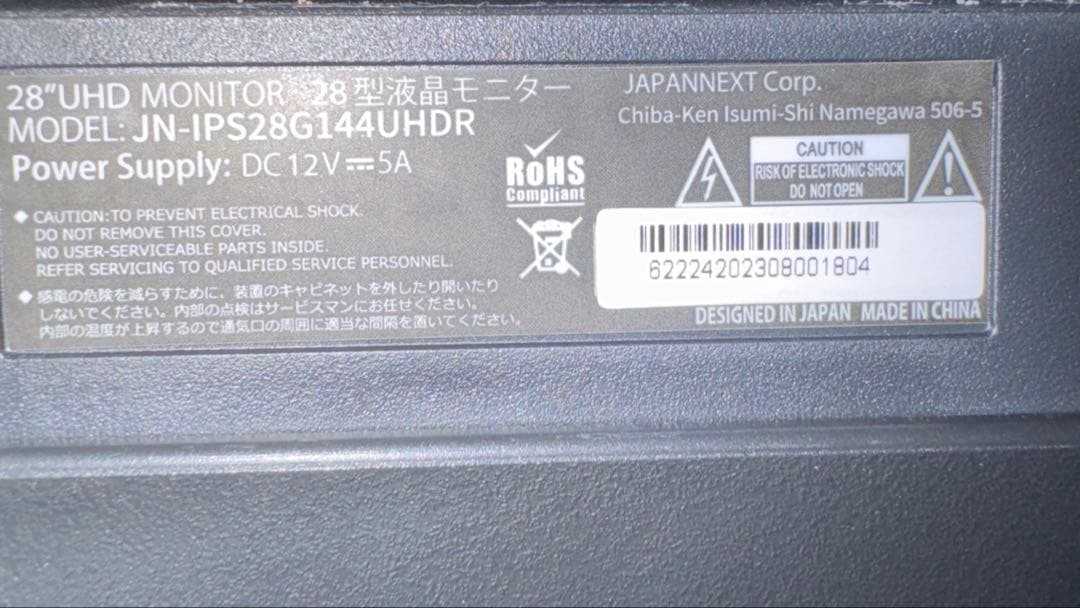 28"UHD MONITOR 28型液晶モニター
MODEL: JN-IPS28G144UHDR
Power Supply: DC 12V⎓5A
◆ CAUTION:TO PREVENT ELECTRICAL SHOCK.
DO NOT REMOVE THIS COVER.
NO USER-SERVICEABLE PARTS INSIDE.
REFER SERVICING TO QUALIFIED SERVICE PERSONNEL.
◆ 感電の危険を減らすために、装置のキャビネットを外したり開いたり
しないでください。内部の点検はサービスマンにお任せください。
内部の温度が上昇するので通気口の周囲に適当な間隔を置いてください。
RoHS
Compliant
JAPANNEXT Corp.
Chiba-Ken Isumi-Shi Namegawa 506-5
CAUTION
RISK OF ELECTRONIC SHOCK
DO NOT OPEN
62224202308001804
DESIGNED IN JAPAN MADE IN CHINA